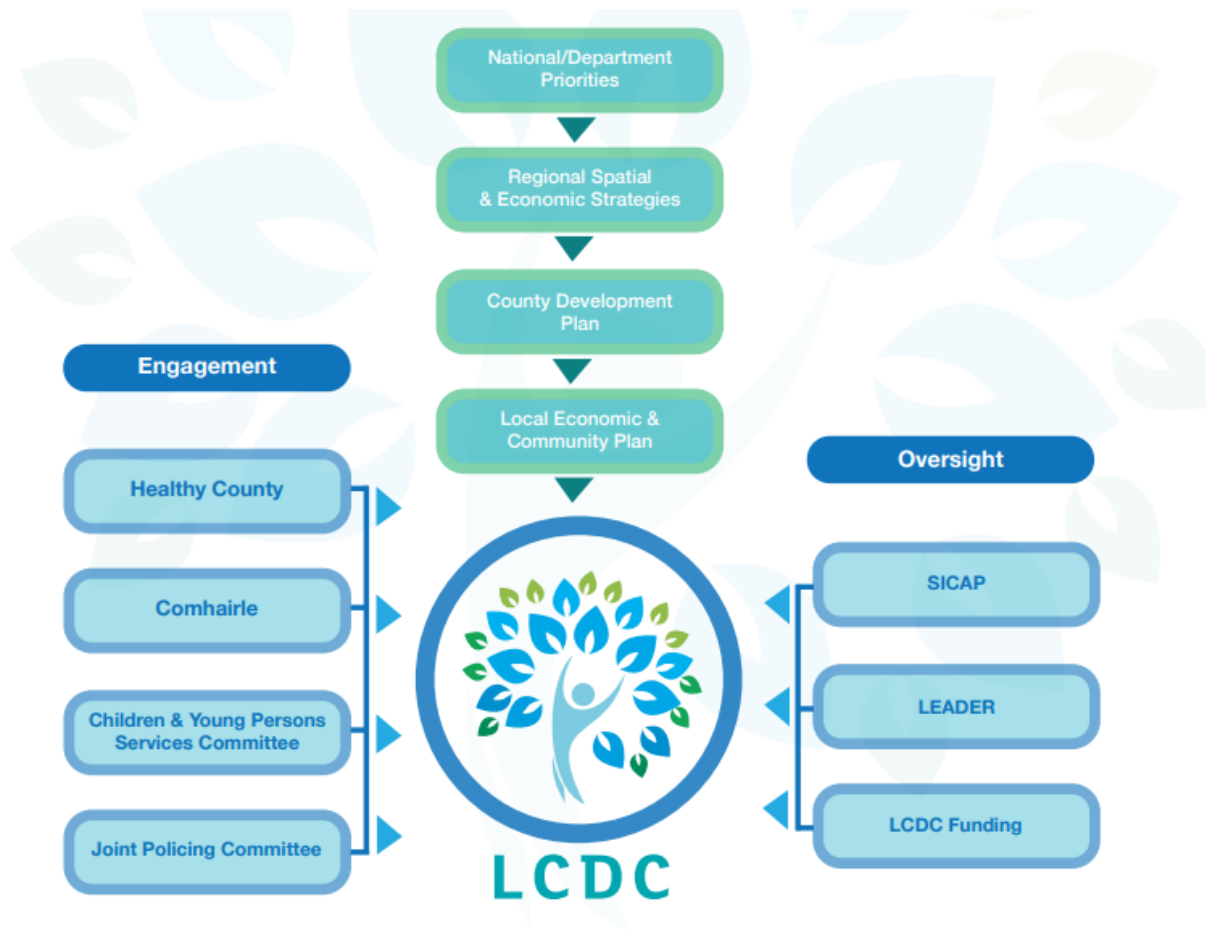 National/Department
Priorities
Regional Spatial
& Economic Strategies
County Development
Plan
Local Economic &
Community Plan
Engagement
Healthy County
Comhairle
Children & Young Persons
Services Committee
Joint Policing Committee
Oversight
SICAP
LEADER
LCDC Funding
LCDC